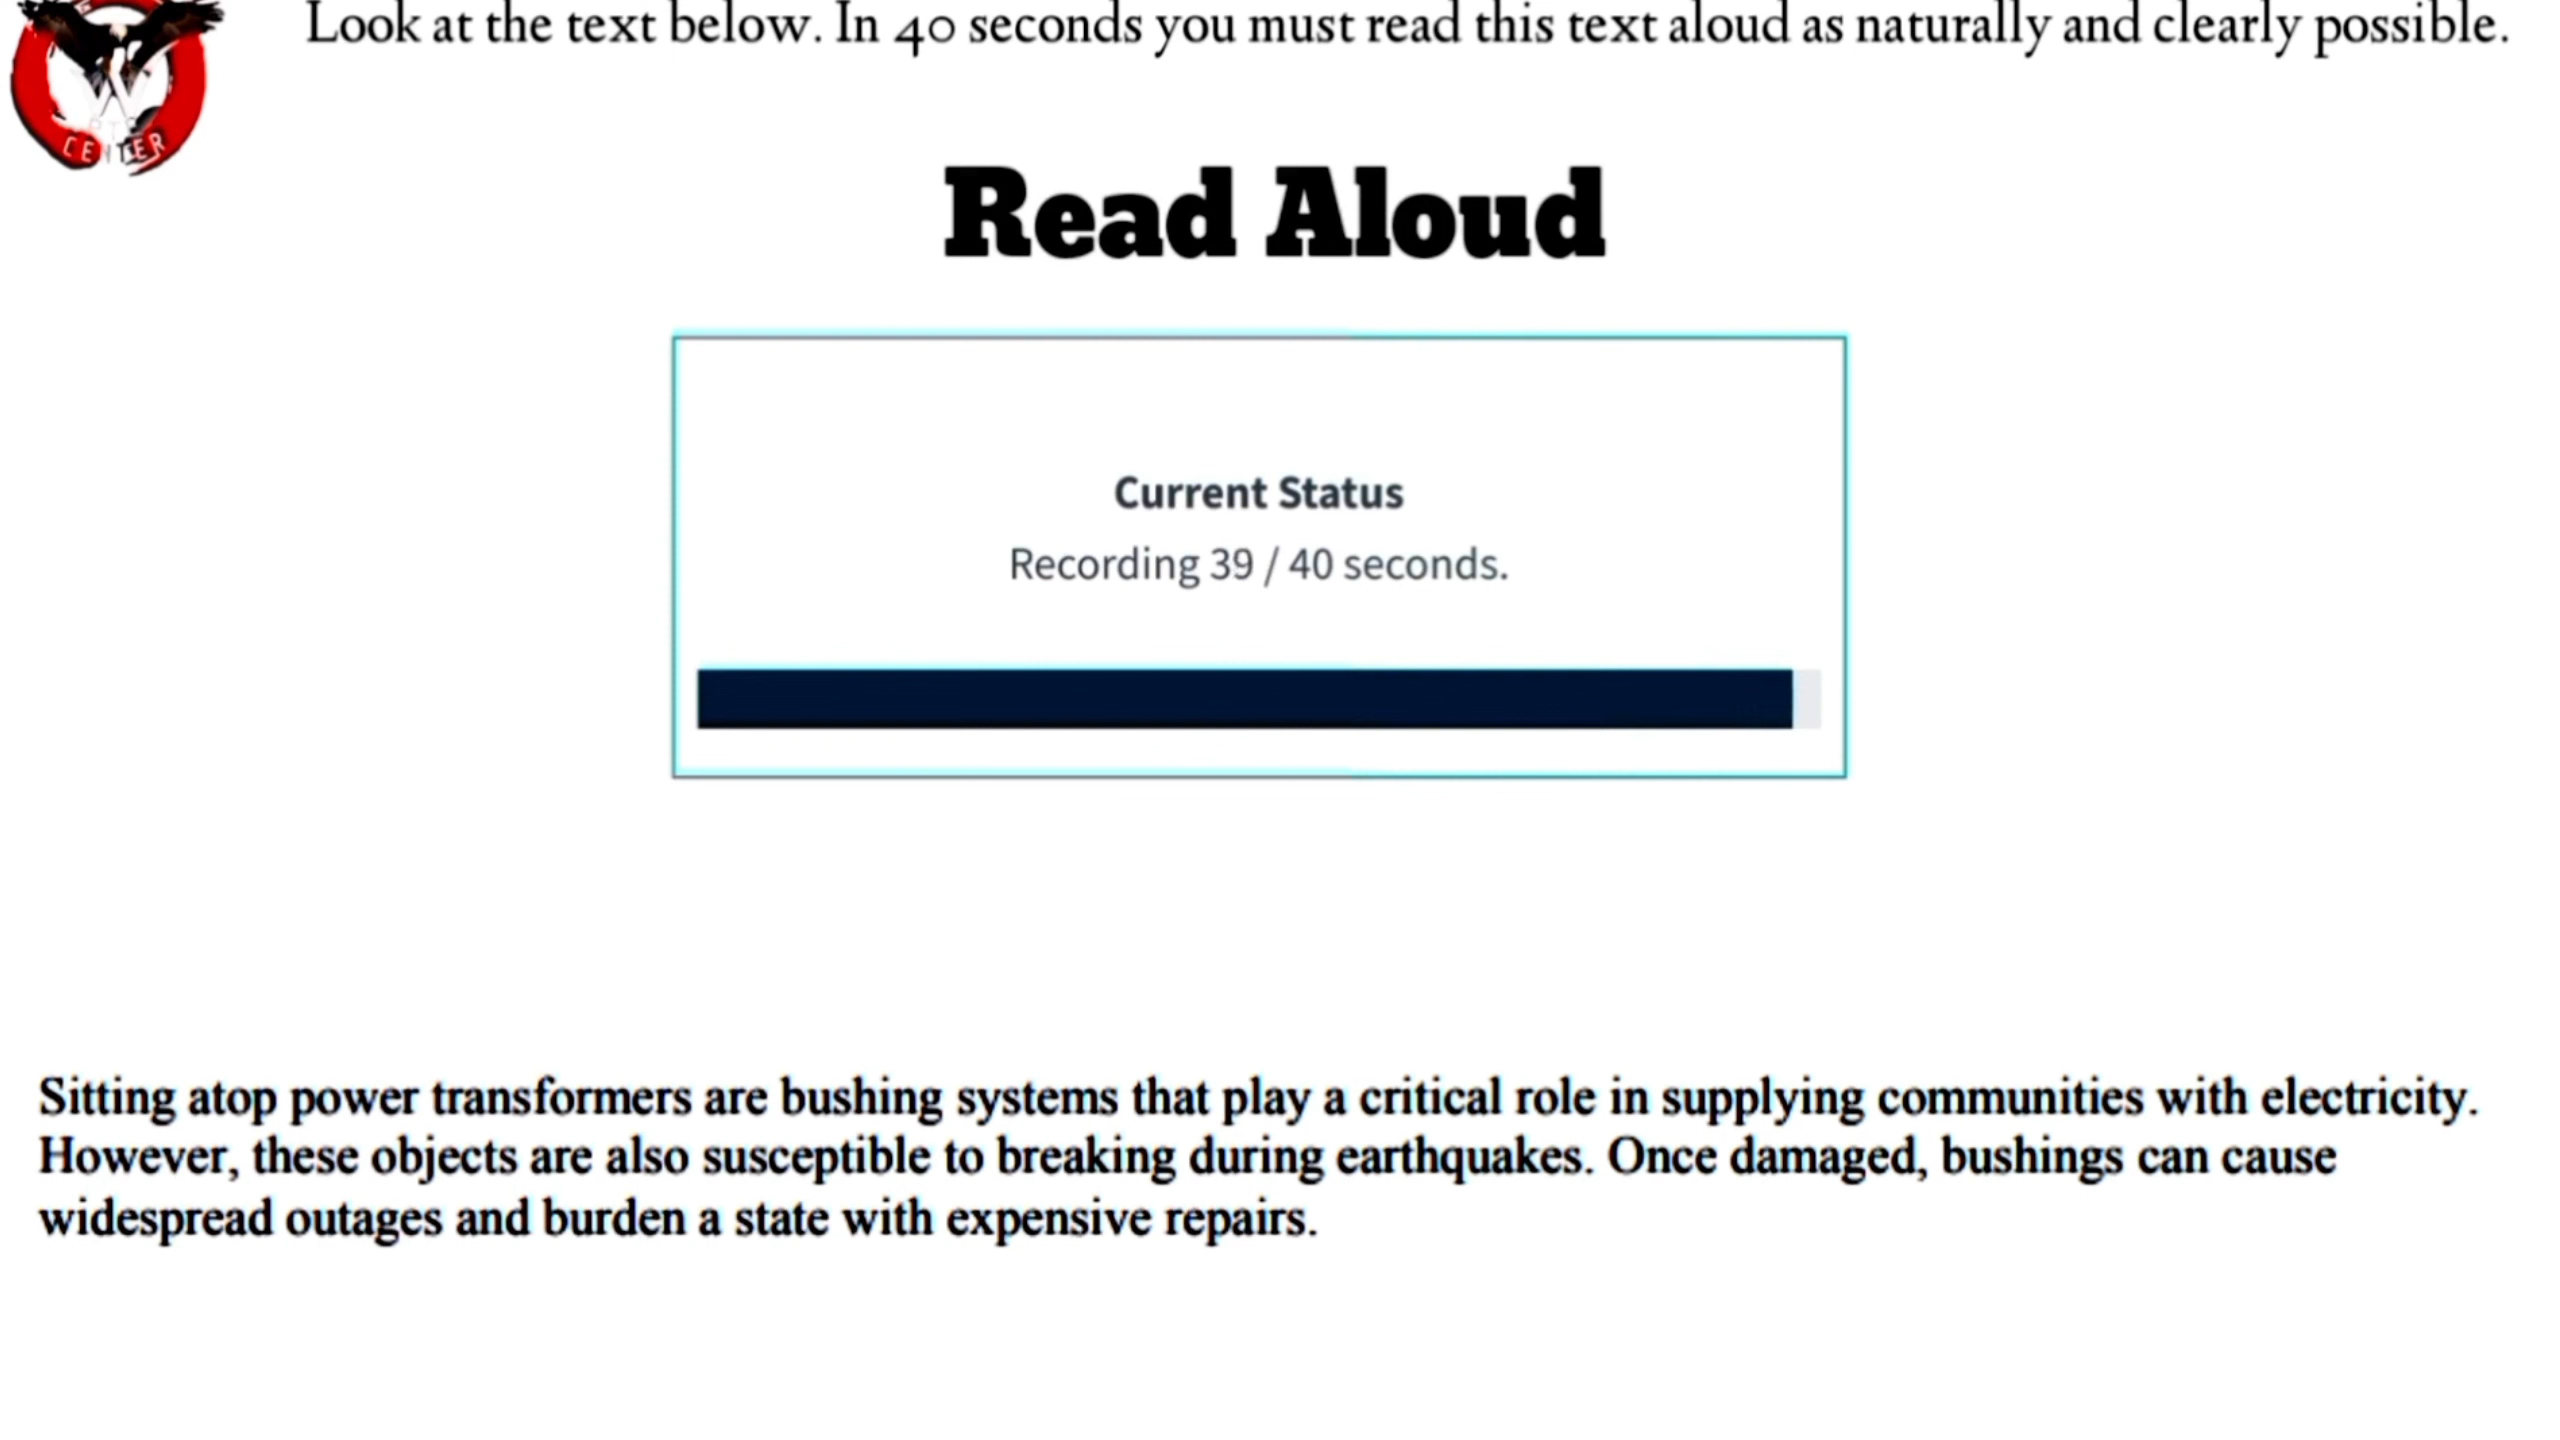 Look at the text below. In 40 seconds you must read this text aloud as naturally and clearly possible.
CENTER
Read Aloud
Current Status
Recording 39 / 40 seconds.
Sitting atop power transformers are bushing systems that play a critical role in supplying communities with electricity.
However, these objects are also susceptible to breaking during earthquakes. Once damaged, bushings can cause
widespread outages and burden a state with expensive repairs.